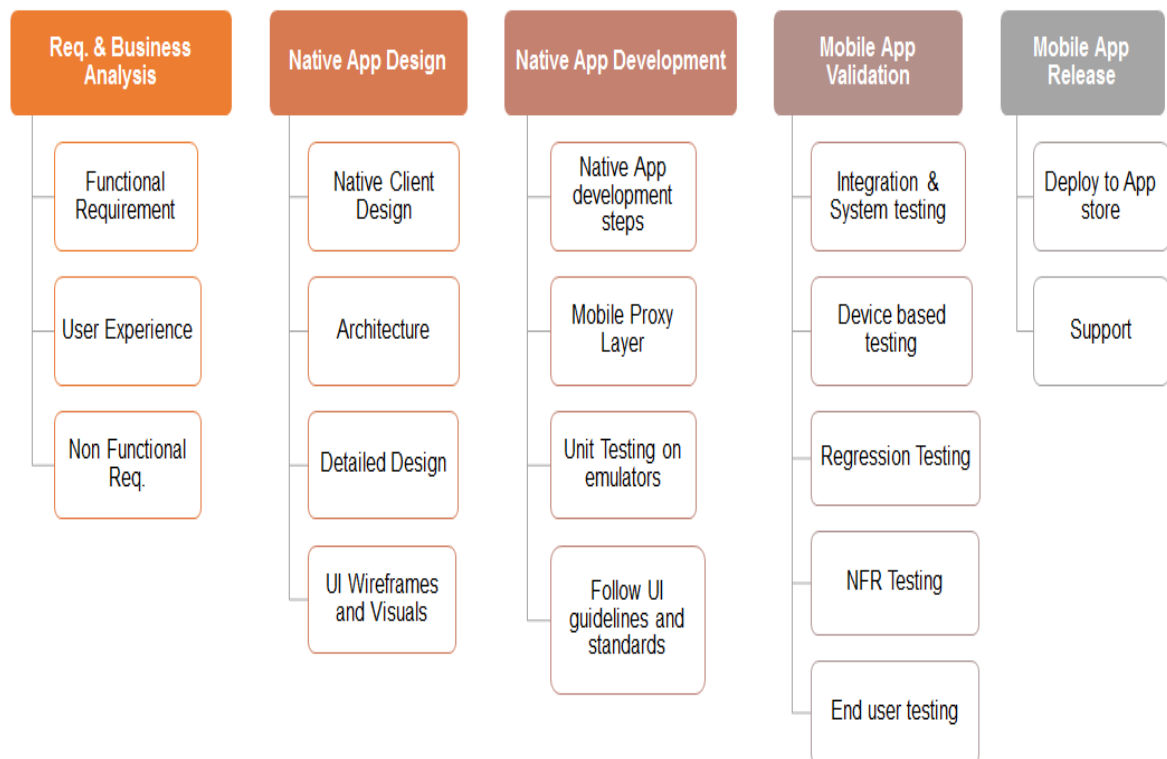 Req. & Business
Analysis
Functional
Requirement
User Experience
Non Functional
Req.
Native App Design
Native Client
Design
Architecture
Detailed Design
UI Wireframes
and Visuals
Native App Development
Native App
development
steps
Mobile Proxy
Layer
Unit Testing on
emulators
Follow UI
guidelines and
standards
Mobile App
Validation
Integration &
System testing
Device based
testing
Regression Testing
NFR Testing
End user testing
Mobile App
Release
Deploy to App
store
Support